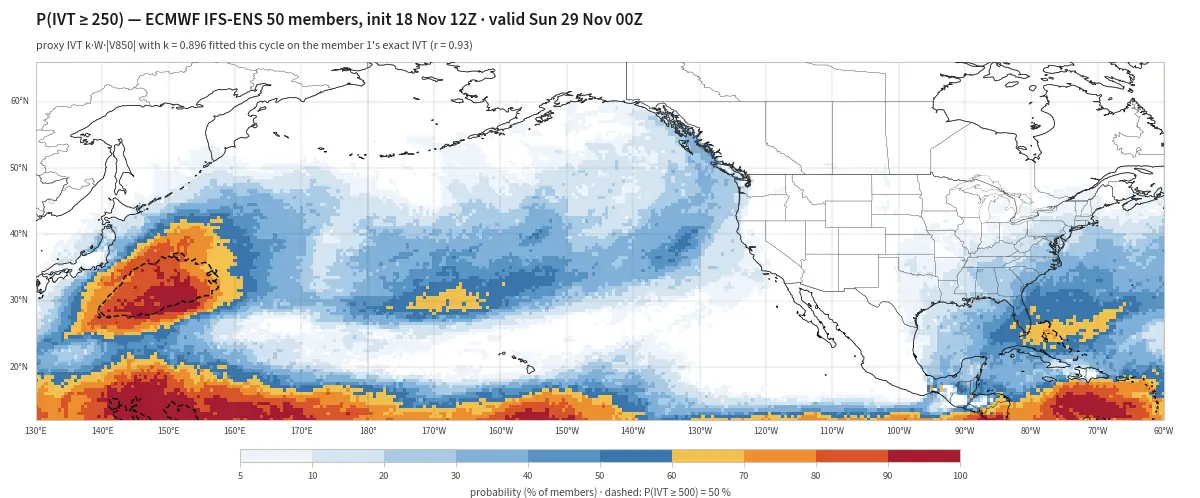 P(IVT ≥ 250) — ECMWF IFS-ENS 50 members, init 18 Nov 12Z · valid Sun 29 Nov 00Z
proxy IVT k·W·|V850| with k = 0.896 fitted this cycle on the member 1's exact IVT (r = 0.93)
60°N
50°N
40°N
30°N
20°N
130°E 140°E 150°E 160°E 170°E 180° 170°W 160°W 150°W 140°W 130°W 120°W 110°W 100°W 90°W 80°W 70°W 60°W
5 10 20 30 40 50 60 70 80 90 100
probability (% of members) · dashed: P(IVT ≥ 500) = 50 %